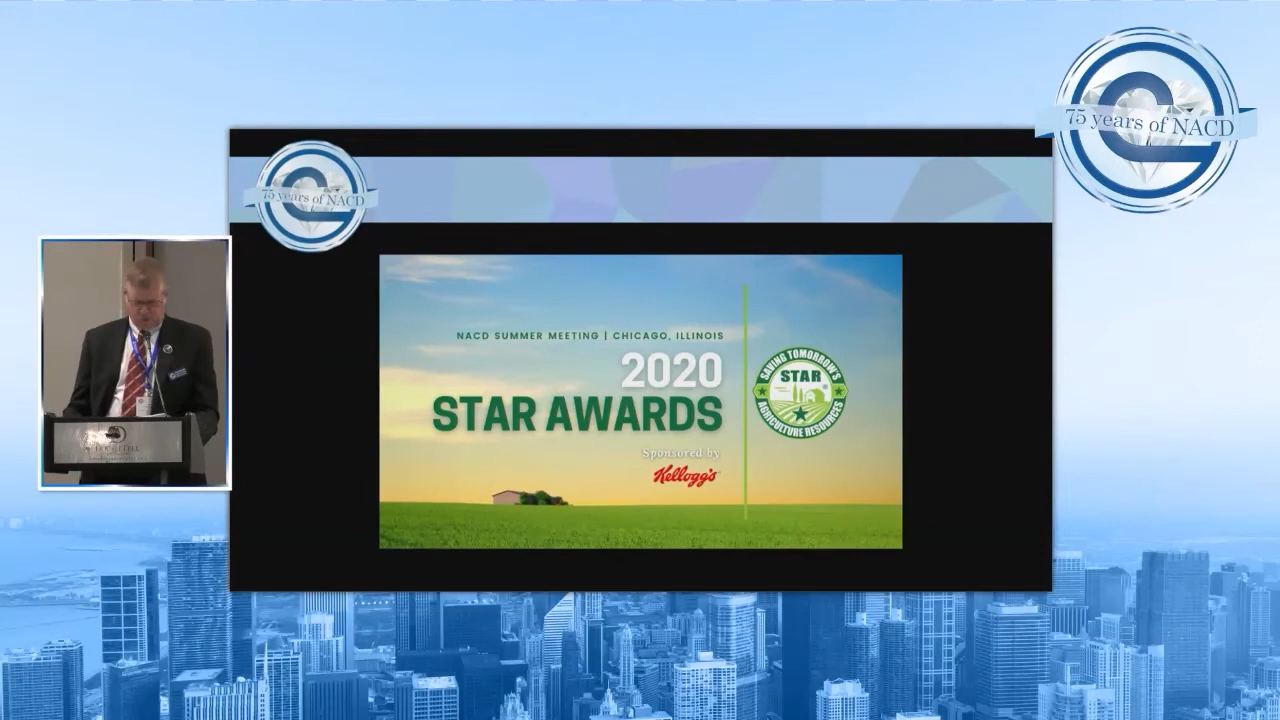 75 years of NACD
75 years of NACD
NACD SUMMER MEETING | CHICAGO, ILLINOIS
2020
STAR AWARDS
Sponsored by
Kellogg's
SAVING TOMORROW'S
STAR
AGRICULTURE RESOURCES